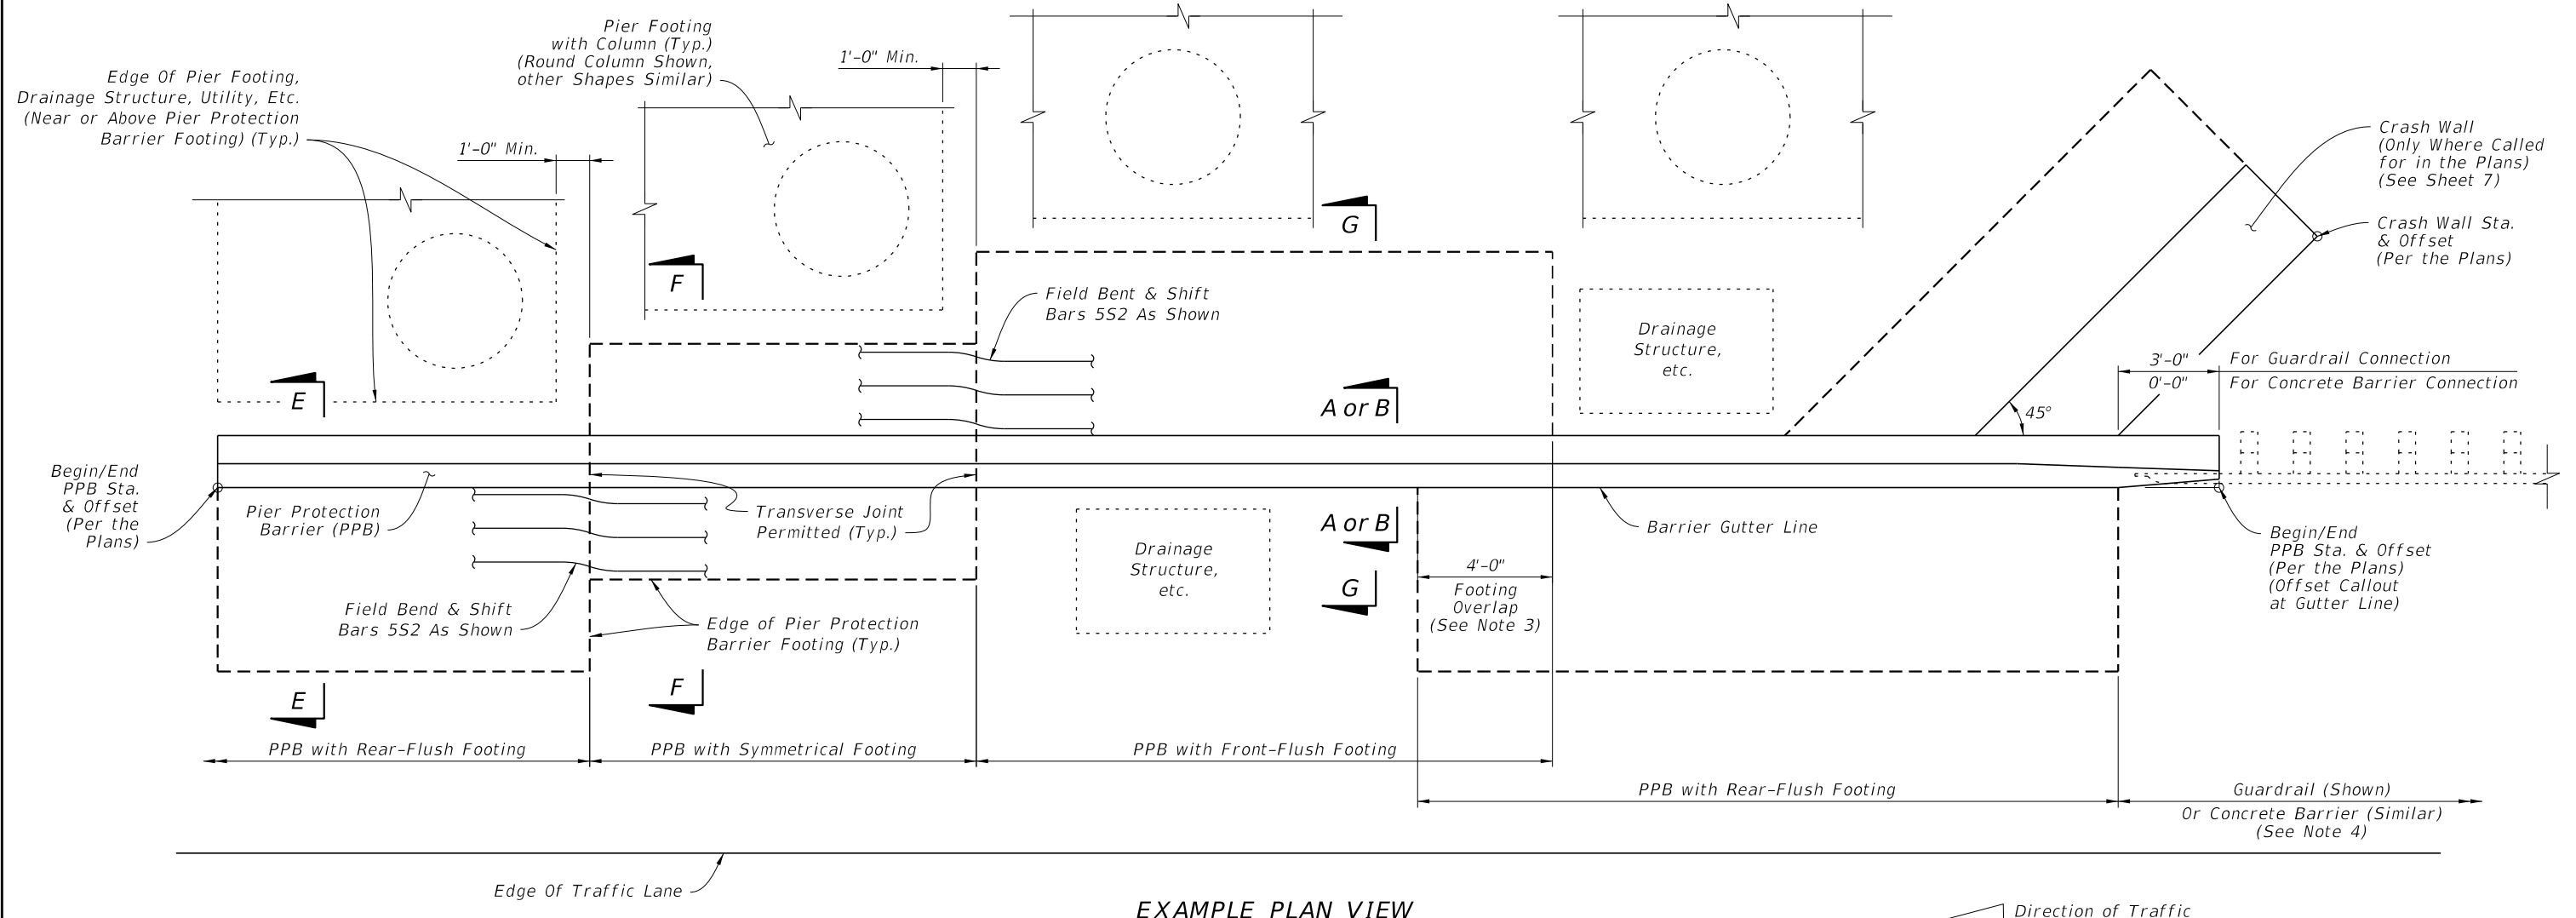 Pier Footing
with Column (Typ.)
(Round Column Shown,
other Shapes Similar)
1'-0" Min.
Edge Of Pier Footing,
Drainage Structure, Utility, Etc.
(Near or Above Pier Protection
Barrier Footing) (Typ.)
1'-0" Min.
Crash Wall
(Only Where Called
for in the Plans)
(See Sheet 7)
Crash Wall Sta.
& Offset
(Per the Plans)
G
F
Field Bent & Shift
Bars 5S2 As Shown
Drainage
Structure,
etc.
3'-0" For Guardrail Connection
0'-0" For Concrete Barrier Connection
E
A or B
45°
Begin/End
PPB Sta.
& Offset
(Per the
Plans)
Pier Protection
Barrier (PPB)
Transverse Joint
Permitted (Typ.)
A or B
Barrier Gutter Line
Begin/End
PPB Sta. & Offset
(Per the Plans)
(Offset Callout
at Gutter Line)
Drainage
Structure,
etc.
4'-0"
Footing
Overlap
(See Note 3)
G
Field Bend & Shift
Bars 5S2 As Shown
Edge of Pier Protection
Barrier Footing (Typ.)
E
F
PPB with Rear-Flush Footing
PPB with Symmetrical Footing
PPB with Front-Flush Footing
PPB with Rear-Flush Footing
Guardrail (Shown)
Or Concrete Barrier (Similar)
(See Note 4)
Edge Of Traffic Lane
EXAMPLE PLAN VIEW
Direction of Traffic